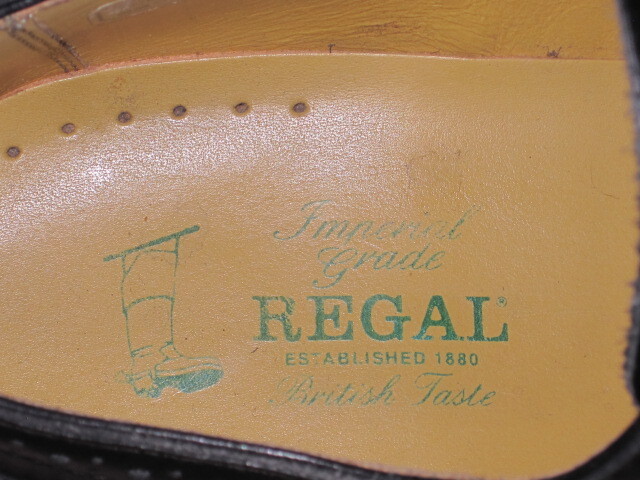 Imperial
Grade
REGAL
ESTABLISHED 1880
British Taste